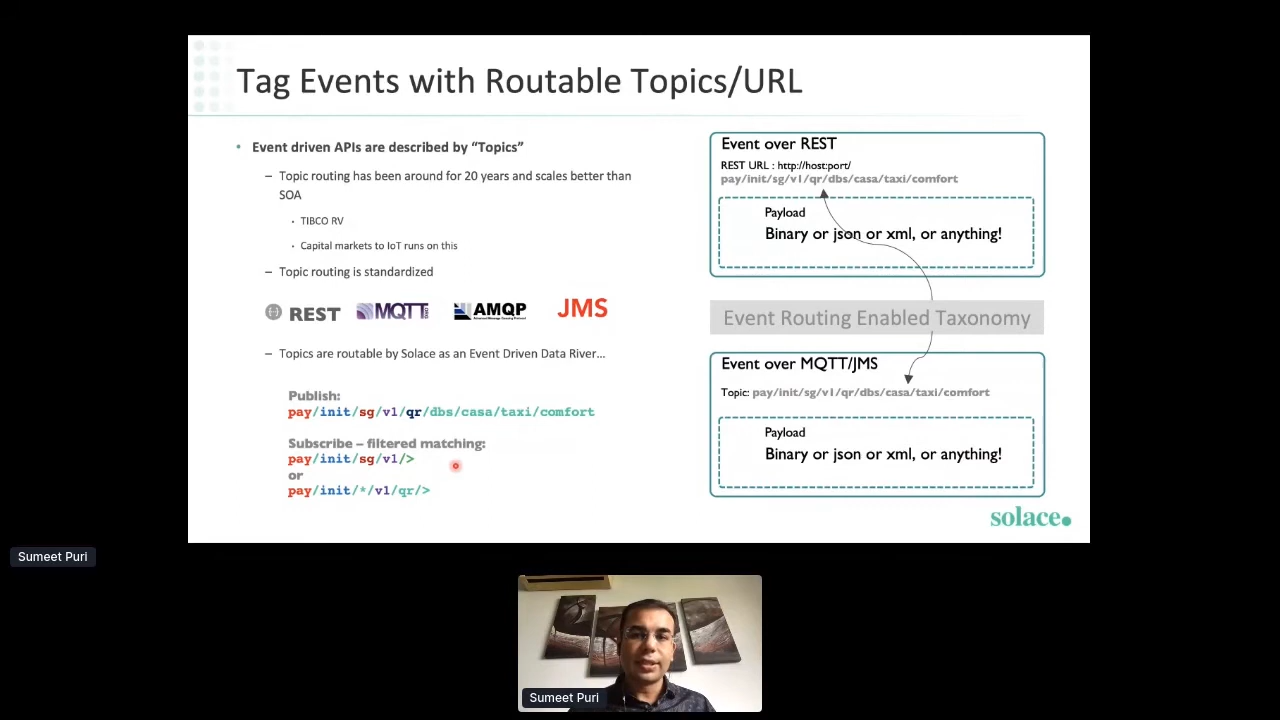 Tag Events with Routable Topics/URL
• Event driven APIs are described by “Topics”
– Topic routing has been around for 20 years and scales better than
SOA
• TIBCO RV
• Capital markets to IoT runs on this
– Topic routing is standardized
REST MQTT AMQP JMS
– Topics are routable by Solace as an Event Driven Data River...
Publish:
pay/init/sg/v1/qr/dbs/casa/taxi/comfort
Subscribe – filtered matching:
pay/init/sg/v1/>
or
pay/init/*/v1/qr/>
Event over REST
REST URL : http://host:port/
pay/init/sg/v1/qr/dbs/casa/taxi/comfort
Payload
Binary or json or xml, or anything!
Event Routing Enabled Taxonomy
Event over MQTT/JMS
Topic: pay/init/sg/v1/qr/dbs/casa/taxi/comfort
Payload
Binary or json or xml, or anything!
solace.
Sumeet Puri
Sumeet Puri